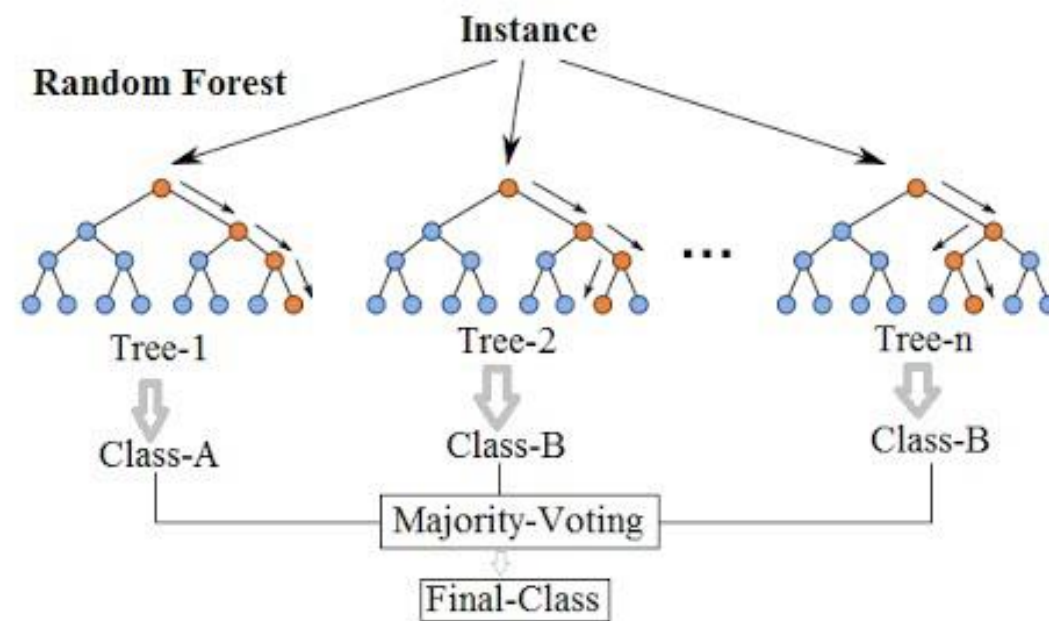 Instance
Random Forest
...
Tree-1
Tree-2
Tree-n
Class-A
Class-B
Class-B
Majority-Voting
Final-Class